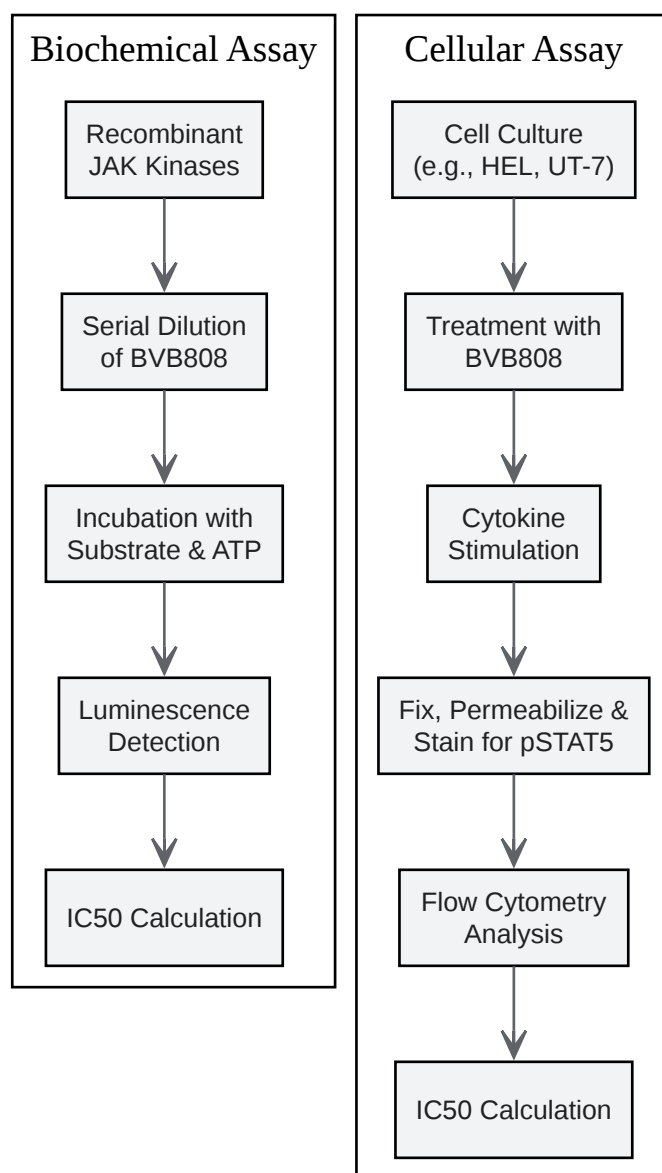 Biochemical Assay
Recombinant
JAK Kinases
Serial Dilution
of BVB808
Incubation with
Substrate & ATP
Luminescence
Detection
IC50 Calculation
Cellular Assay
Cell Culture
(e.g., HEL, UT-7)
Treatment with
BVB808
Cytokine
Stimulation
Fix, Permeabilize &
Stain for pSTAT5
Flow Cytometry
Analysis
IC50 Calculation